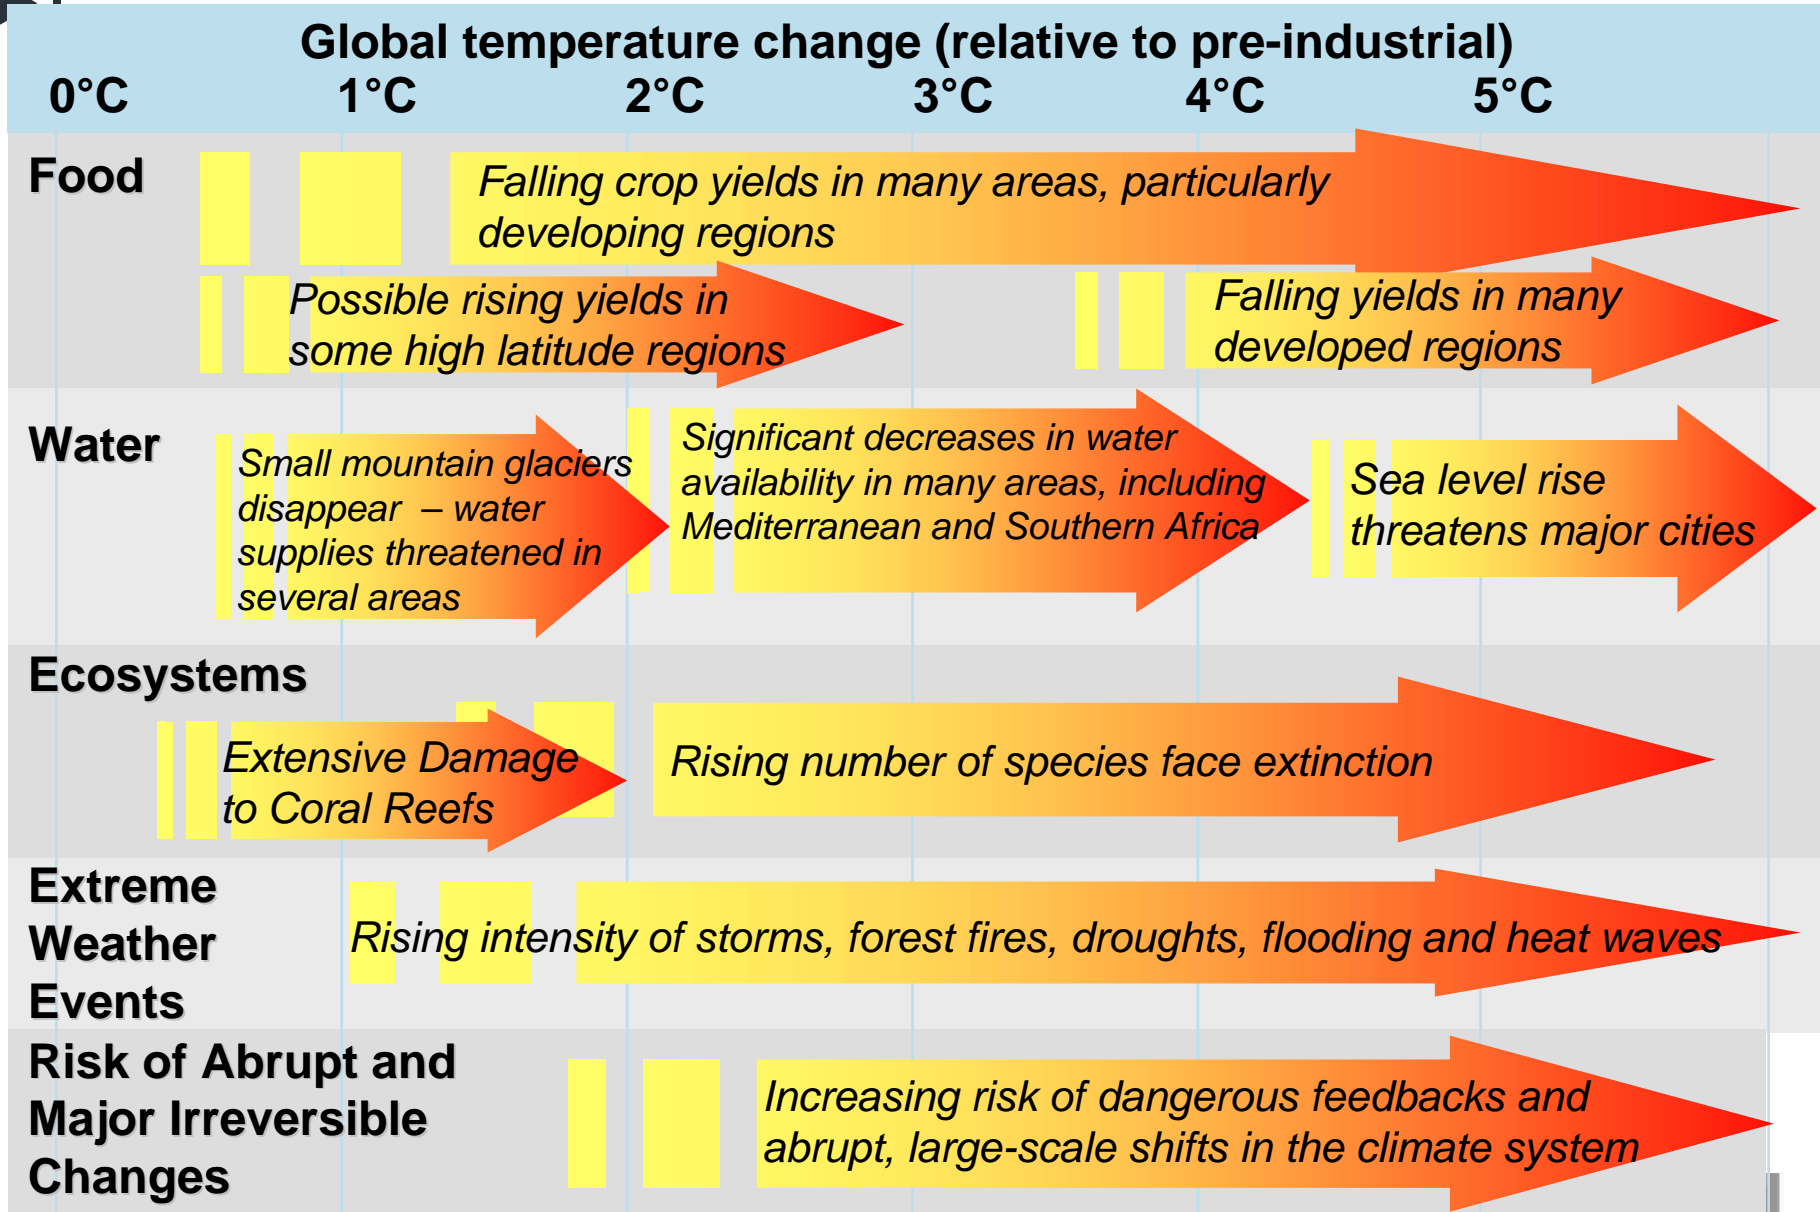 Global temperature change (relative to pre-industrial)
0°C 1°C 2°C 3°C 4°C 5°C
Food
Falling crop yields in many areas, particularly
developing regions
Possible rising yields in
some high latitude regions
Falling yields in many
developed regions
Water
Small mountain glaciers
disappear – water
supplies threatened in
several areas
Significant decreases in water
availability in many areas, including
Mediterranean and Southern Africa
Sea level rise
threatens major cities
Ecosystems
Extensive Damage
to Coral Reefs
Rising number of species face extinction
Extreme
Weather
Events
Rising intensity of storms, forest fires, droughts, flooding and heat waves
Risk of Abrupt and
Major Irreversible
Changes
Increasing risk of dangerous feedbacks and
abrupt, large-scale shifts in the climate system